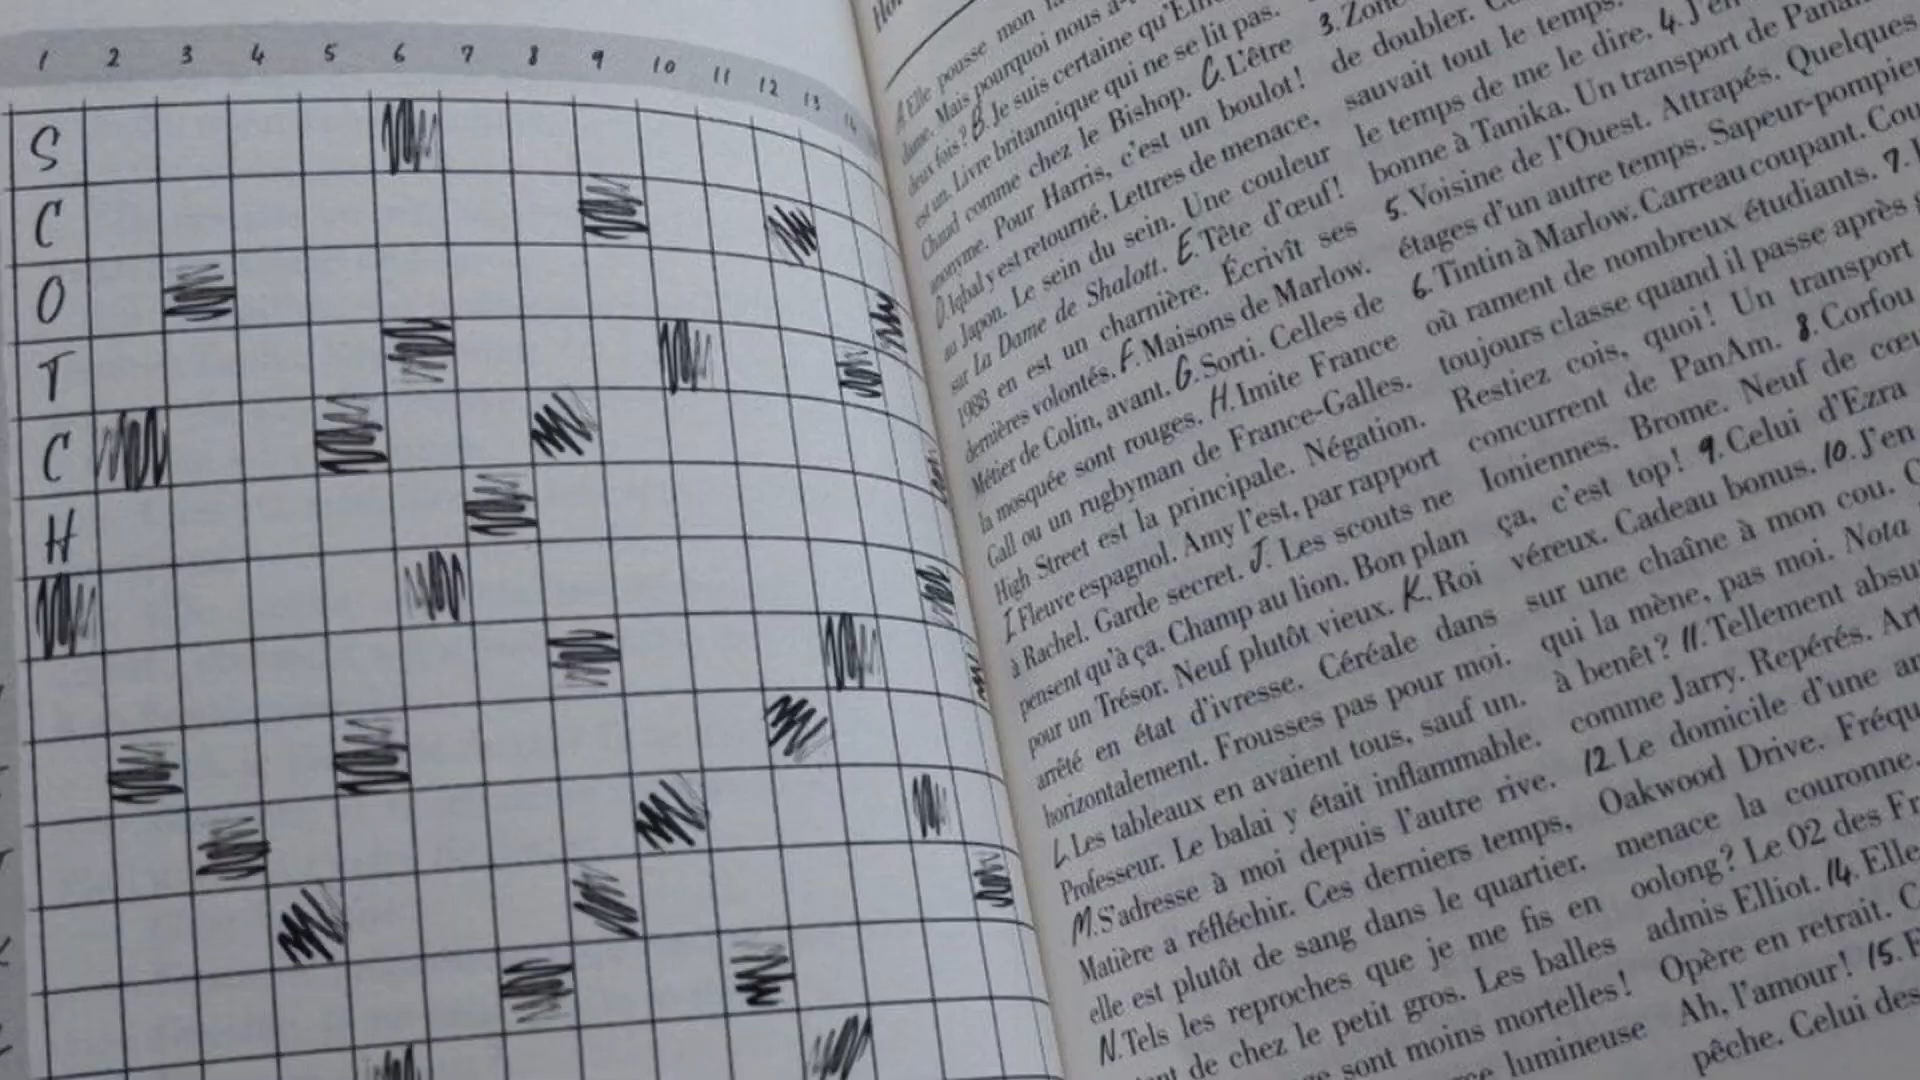 1 2 3 4 5 6 7 8 9 10 11 12 13
S
C
O
T
C
H
A. Elle pousse mon
dame. Mais pourquoi nous a-
deux fois? B. Je suis certaine qu'El
est un. Livre britannique qui ne se lit pas.
Chaud comme chez le Bishop. C. L'être
anonyme. Pour Harris, c'est un boulot!
D. Iqbal y est retourné. Lettres de menace,
au Japon. Le sein du sein. Une couleur
sur La Dame de Shalott. E. Tête d'œuf!
1988 en est un charnière. Écrivît ses
dernières volontés. F. Maisons de Marlow.
Métier de Colin, avant. G. Sorti. Celles de
la mosquée sont rouges. H. Imite France
Gall ou un rugbyman de France-Galles.
High Street est la principale. Négation.
I. Fleuve espagnol. Amy l'est, par rapport
à Rachel. Garde secret. J. Les scouts ne
pensent qu'à ça. Champ au lion. Bon plan
pour un Trésor. Neuf plutôt vieux. K. Roi
arrêté en état d'ivresse. Céréale dans
horizontalement. Frousses pas pour moi.
L. Les tableaux en avaient tous, sauf un.
Professeur. Le balai y était inflammable.
M. S'adresse à moi depuis l'autre rive.
Matière a réfléchir. Ces derniers temps,
elle est plutôt de sang dans le quartier.
N. Tels les reproches que je me fis en
de chez le petit gros. Les balles
sont moins mortelles!
lumineuse
3. Zone
de doubler.
sauvait tout le temps.
le temps de me le dire. 4. J'en
bonne à Tanika. Un transport de Panam
5. Voisine de l'Ouest. Attrapés. Quelques
étages d'un autre temps. Sapeur-pompier
6. Tintin à Marlow. Carreau coupant. Cou
où rament de nombreux étudiants. 7.
toujours classe quand il passe après
Restiez cois, quoi! Un transport
concurrent de PanAm. 8. Corfou
Ioniennes. Brome. Neuf de cœu
ça, c'est top! 9. Celui d'Ezra
véreux. Cadeau bonus. 10. J'en
sur une chaîne à mon cou.
qui la mène, pas moi. Nota
à benêt? 11. Tellement absu
comme Jarry. Repérés. Art
12. Le domicile d'une
Oakwood Drive. Fréqu
menace la couronne.
oolong? Le 02 des Fr
admis Elliot. 14. Elle
Opère en retrait.
Ah, l'amour! 15.
pêche. Celui des